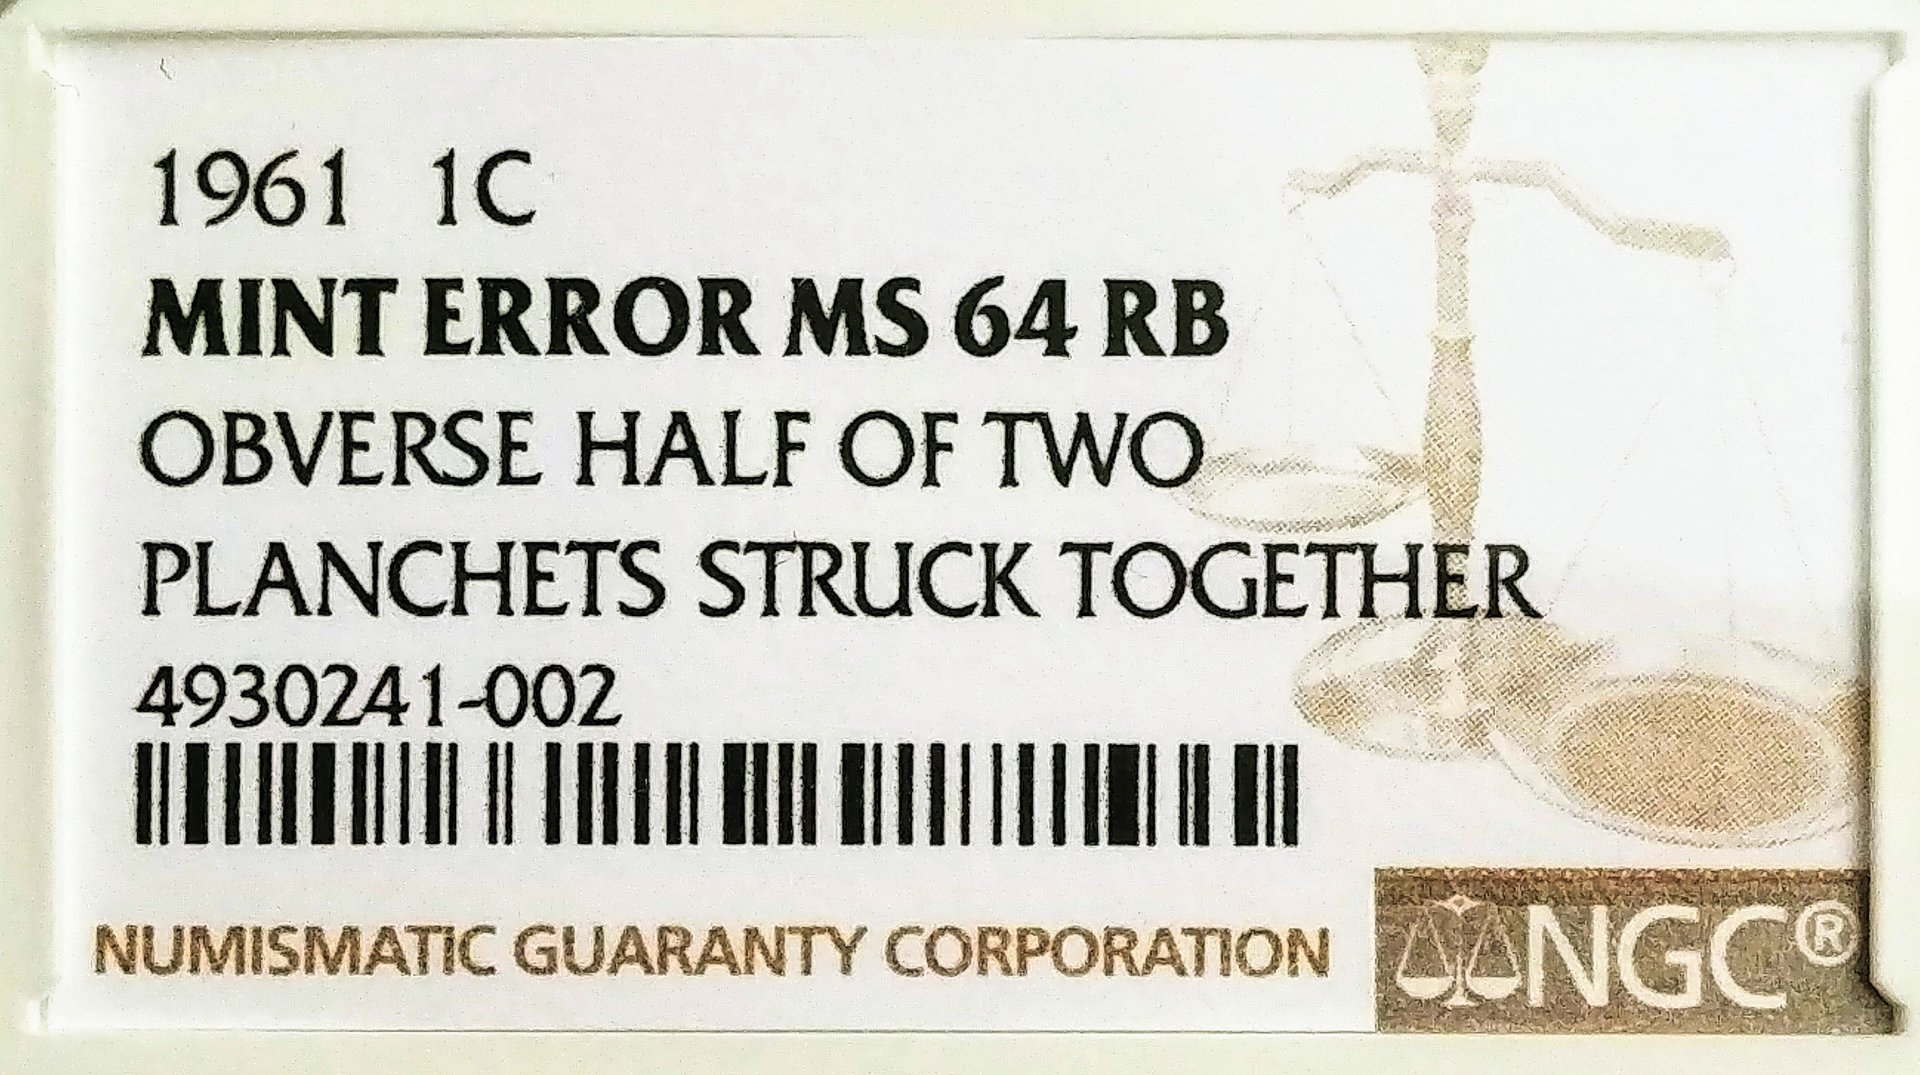 1961 1C
MINT ERROR MS 64 RB
OBVERSE HALF OF TWO
PLANCHETS STRUCK TOGETHER
4930241-002
NUMISMATIC GUARANTY CORPORATION
NGC®